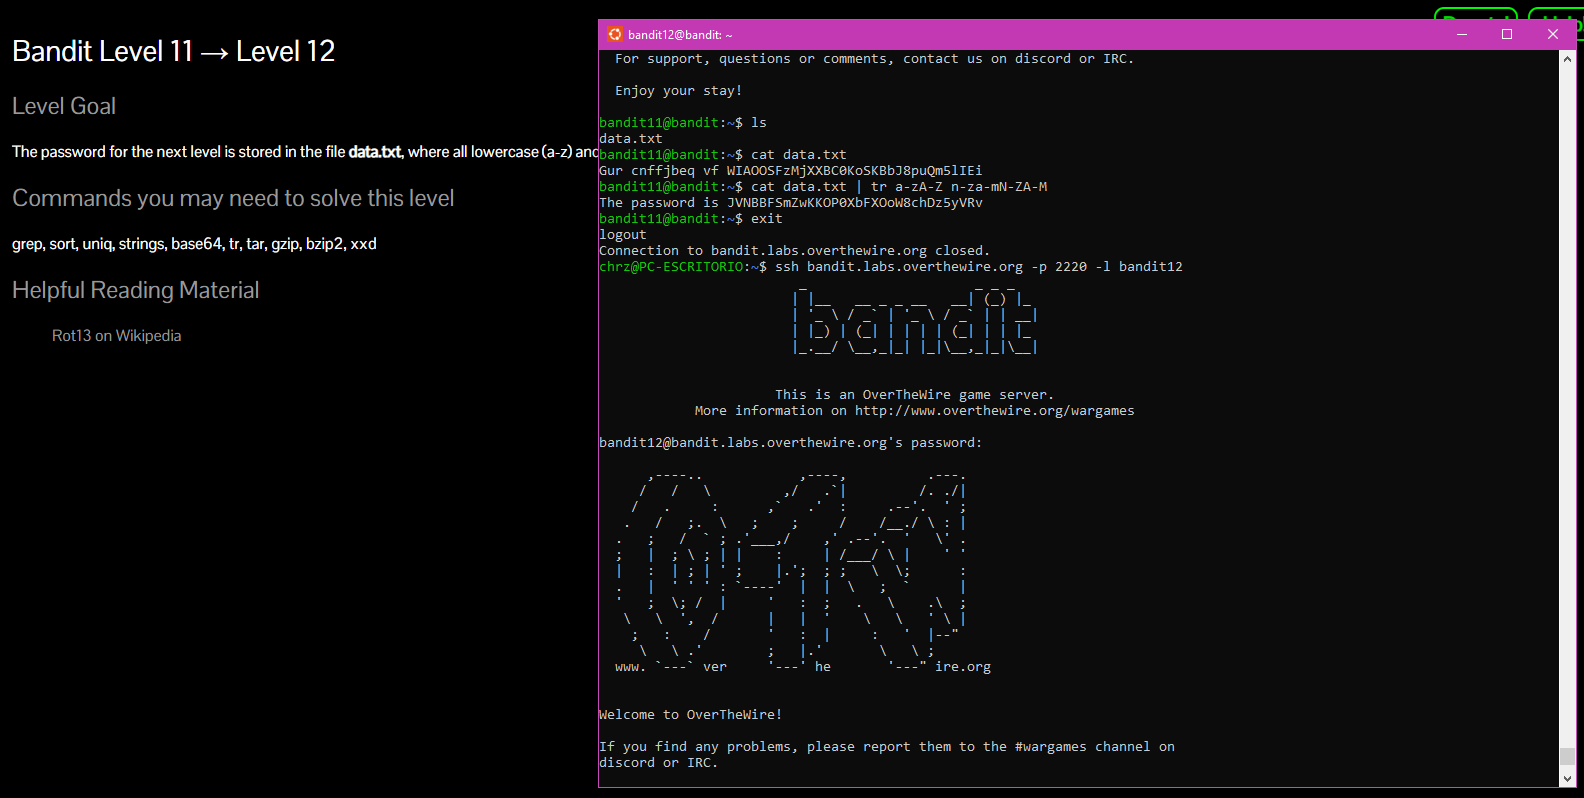 Bandit Level 11 → Level 12
Level Goal
The password for the next level is stored in the file data.txt, where all lowercase (a-z) and
Commands you may need to solve this level
grep, sort, uniq, strings, base64, tr, tar, gzip, bzip2, xxd
Helpful Reading Material
Rot13 on Wikipedia
bandit12@bandit: ~
For support, questions or comments, contact us on discord or IRC.
Enjoy your stay!
bandit11@bandit:~$ ls
data.txt
bandit11@bandit:~$ cat data.txt
Gur cnffjbeq vf WIAOOSFzMjXXBC0KoSKBbJ8puQm5lIEi
bandit11@bandit:~$ cat data.txt | tr a-zA-Z n-za-mN-ZA-M
The password is JVNBBFSmZwKKOP0XbFXOoW8chDz5yVRv
bandit11@bandit:~$ exit
logout
Connection to bandit.labs.overthewire.org closed.
chrz@PC-ESCRITORIO:~$ ssh bandit.labs.overthewire.org -p 2220 -l bandit12
bandit
This is an OverTheWire game server.
More information on http://www.overthewire.org/wargames
bandit12@bandit.labs.overthewire.org's password:
www. ver he ire.org
Welcome to OverTheWire!
If you find any problems, please report them to the #wargames channel on
discord or IRC.